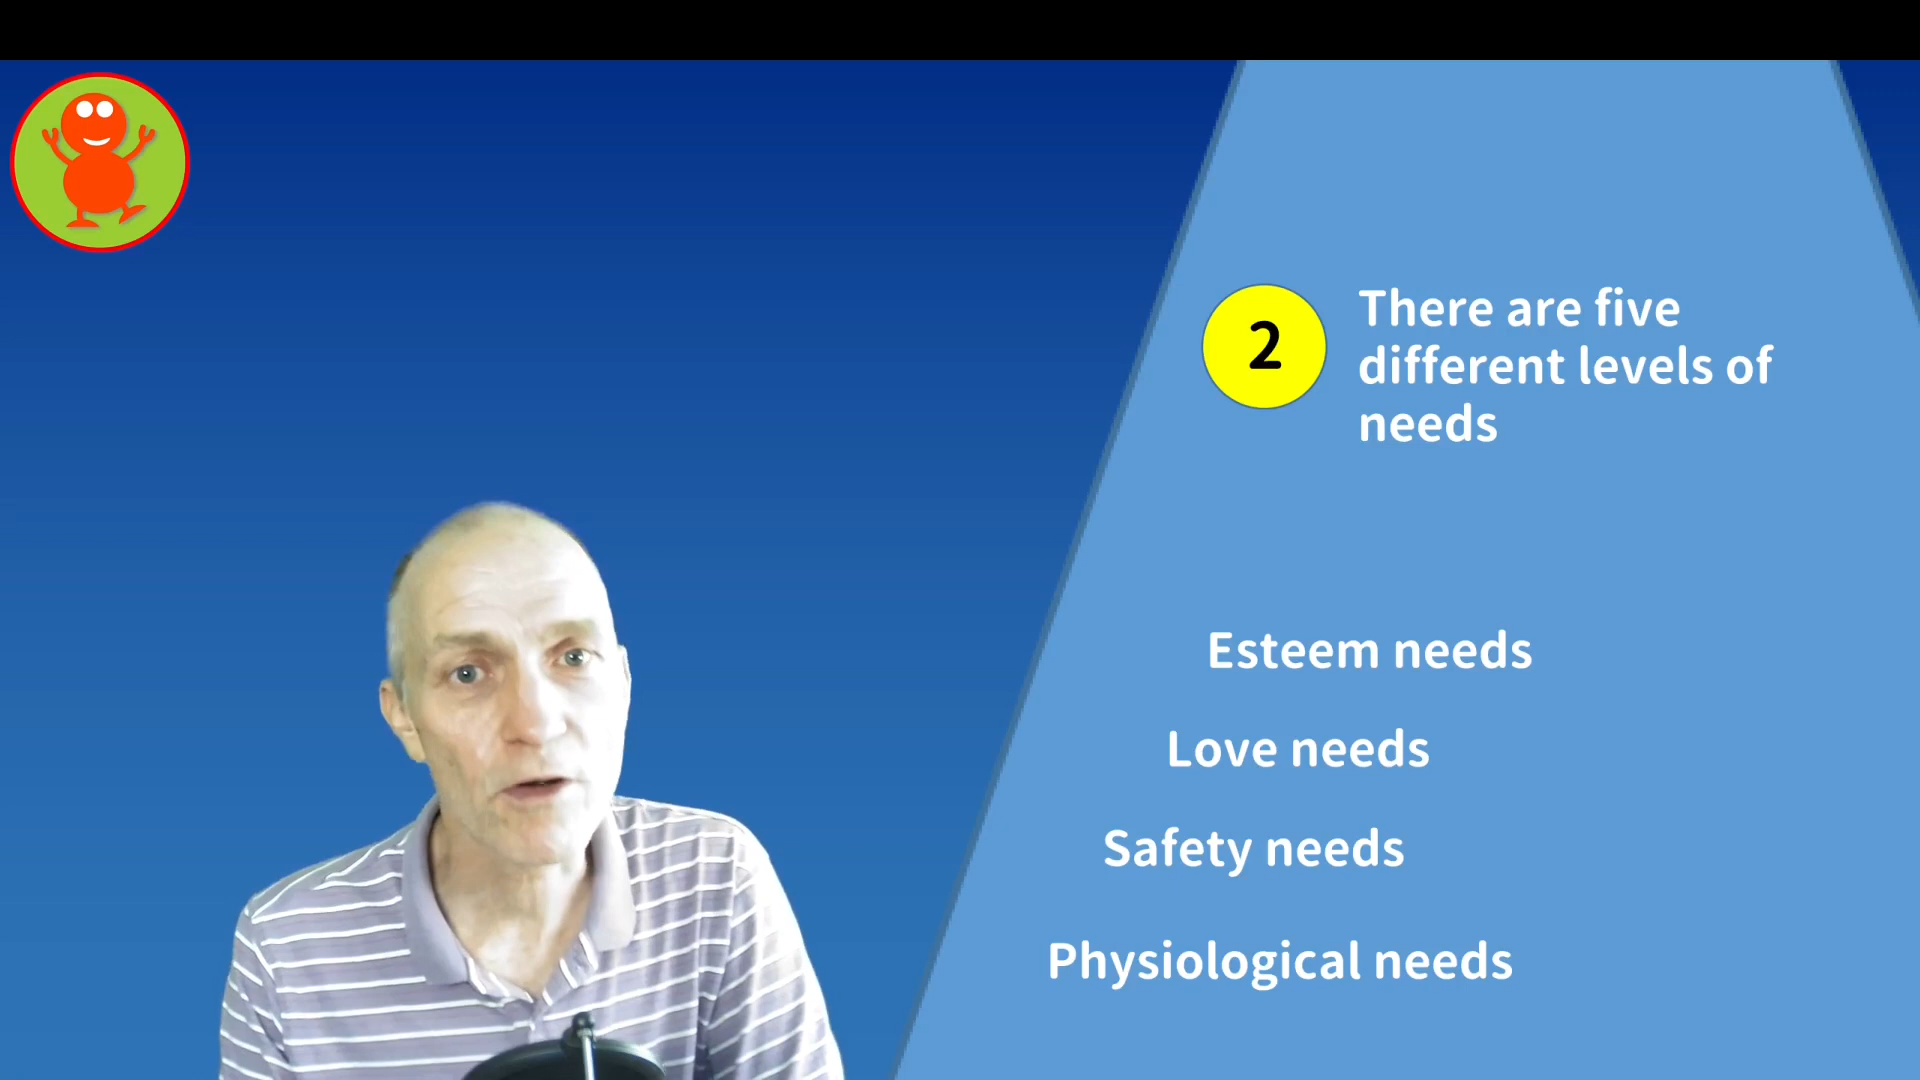 2
There are five
different levels of
needs
Esteem needs
Love needs
Safety needs
Physiological needs